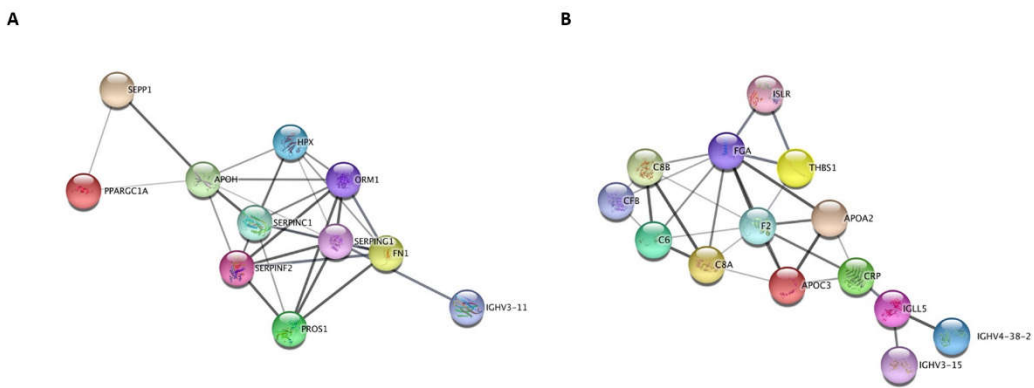 A
B
SEPP1
PPARGC1A
APOH
HPX
ORM1
SERPINC1
SERPING1
FN1
SERPINF2
PROS1
IGHV3-11
ISLR
FGA
THBS1
C8B
CFB
C6
F2
APOA2
C8A
APOC3
CRP
IGLL5
IGHV4-38-2
IGHV3-15